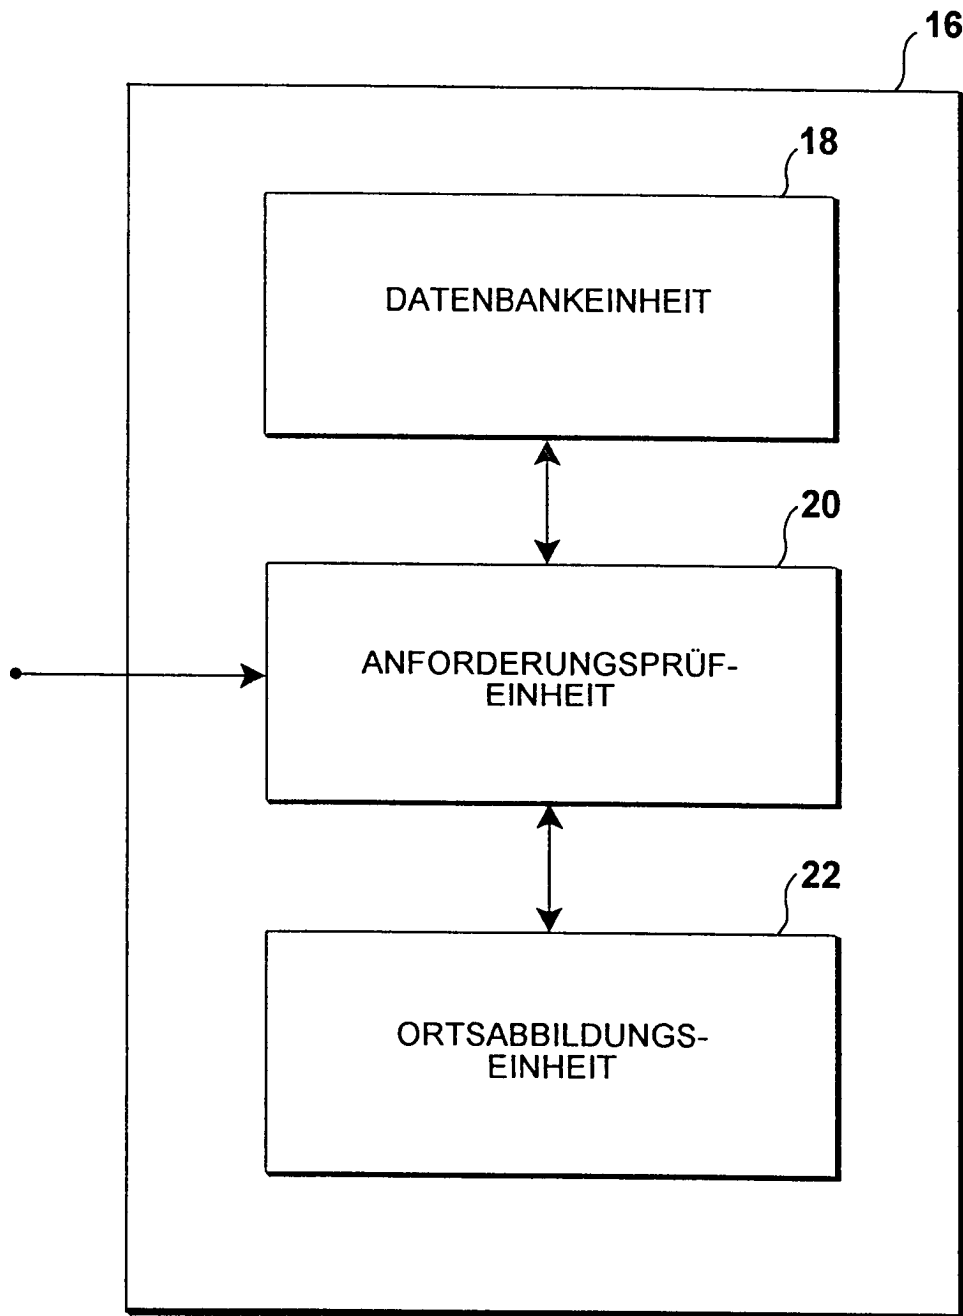 16
18
DATENBANKEINHEIT
20
ANFORDERUNGSPRÜF-
EINHEIT
22
ORTSABBILDUNGS-
EINHEIT